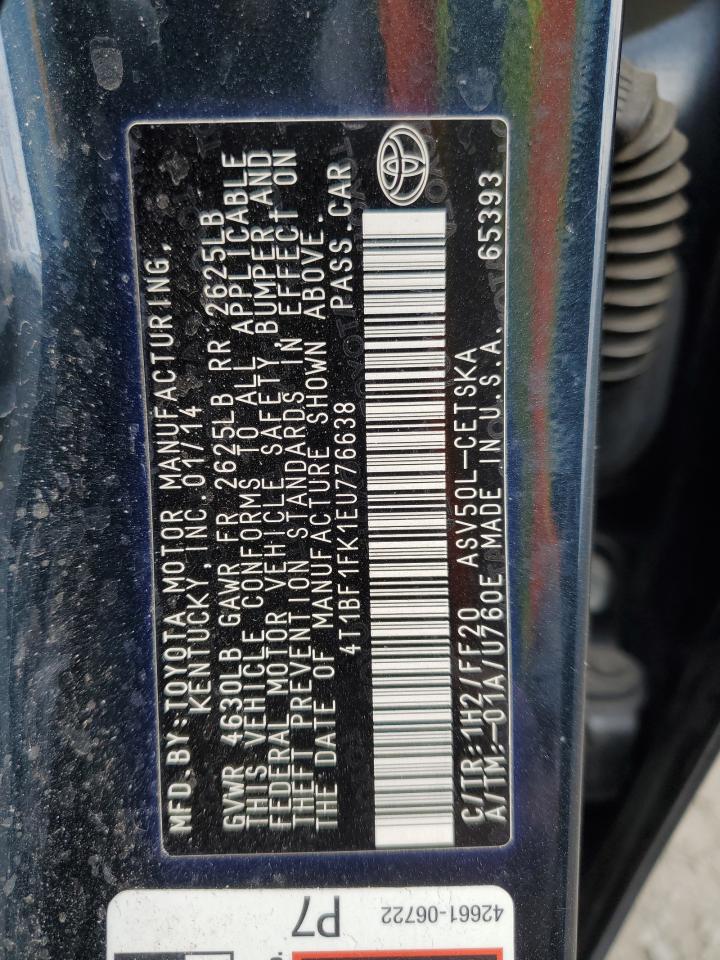 MFD.BY:TOYOTA MOTOR MANUFACTURING,
KENTUCKY,INC.01/14
GVWR 4630LB GAWR FR 2625LB RR 2625LB
THIS VEHICLE CONFORMS TO ALL APPLICABLE
FEDERAL MOTOR VEHICLE SAFETY,BUMPER AND
THEFT PREVENTION STANDARDS IN EFFECT ON
THE DATE OF MANUFACTURE SHOWN ABOVE.
4T1BF1FK1EU776638 PASS.CAR
C/TR:1H2/FF20 ASV50L-CETSKA
A/TM:-01A/U760E MADE IN U.S.A. 65393
P7
42661-06722